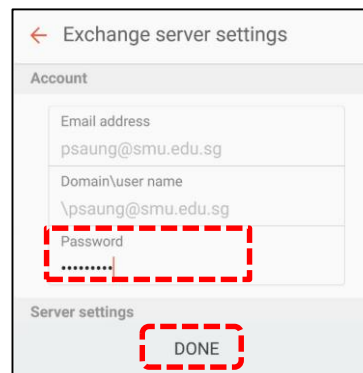 Exchange server settings
Account
Email address
psaung@smu.edu.sg
Domain\user name
\psaung@smu.edu.sg
Password
•••••••••
Server settings
DONE